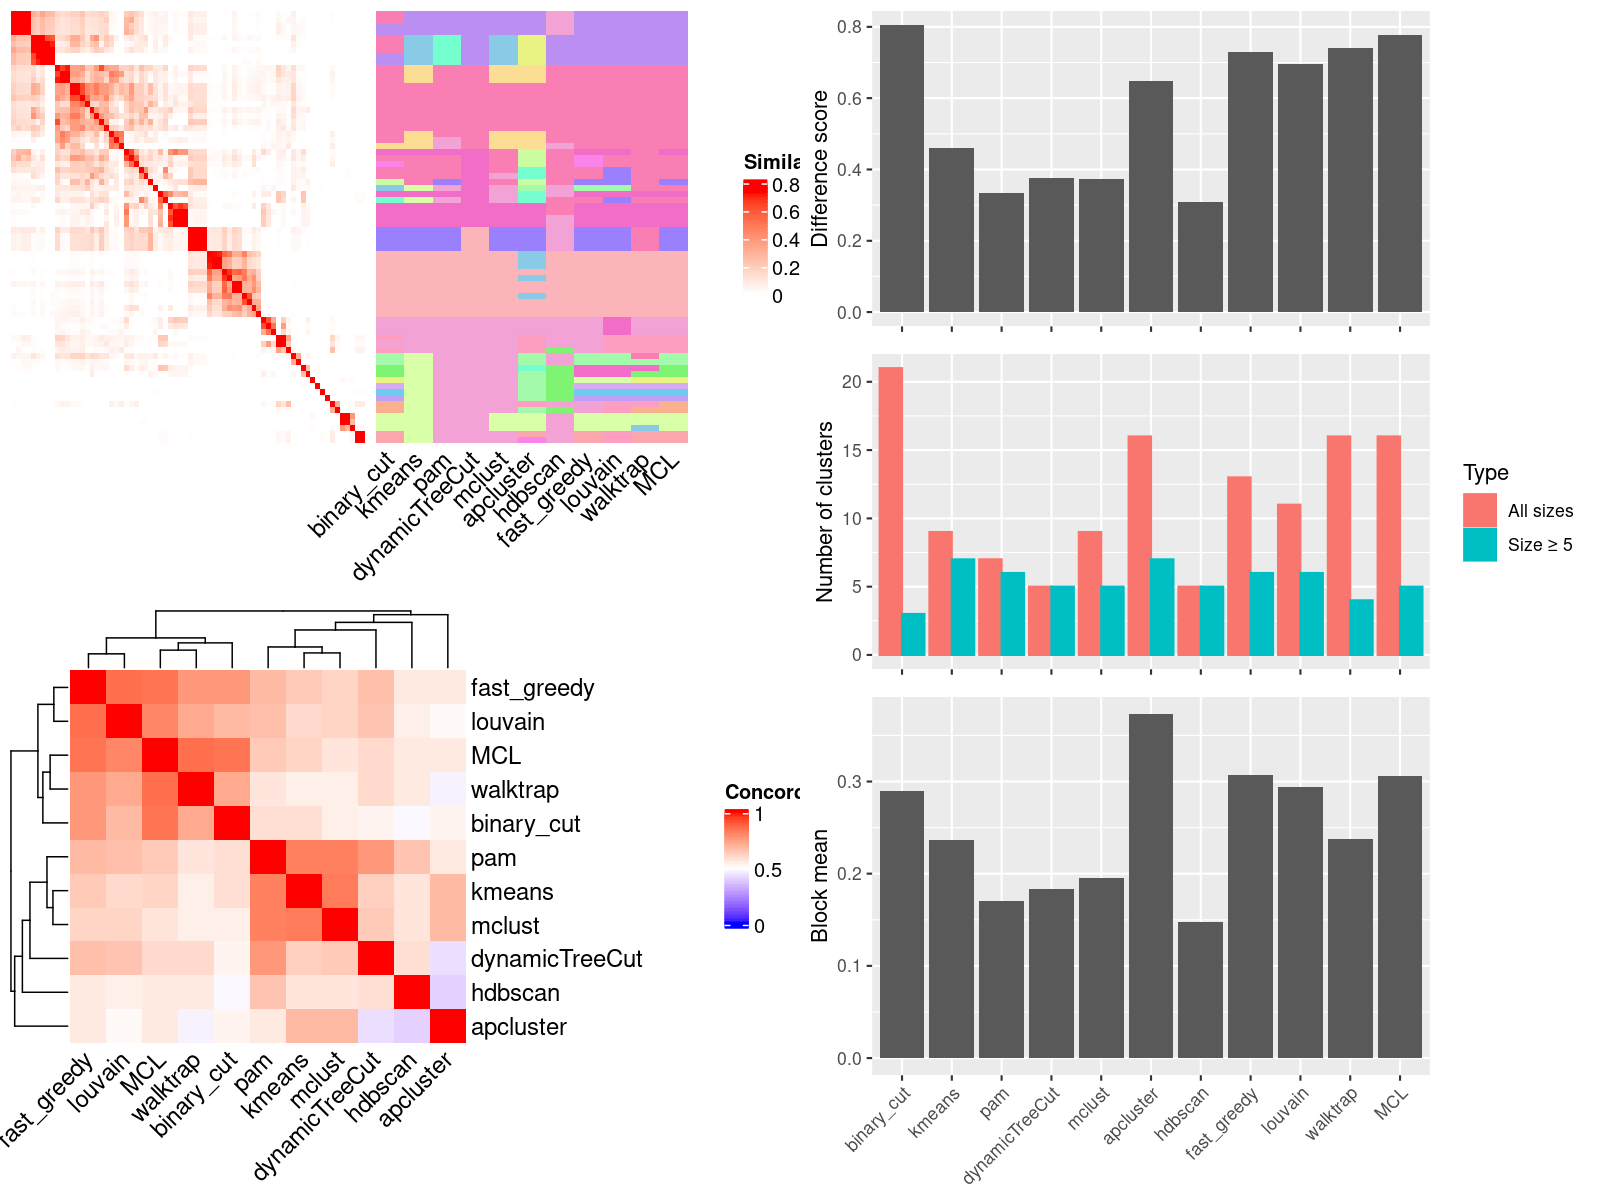 Simila
0.8
0.6
0.4
0.2
0
binary_cut
kmeans
pam
dynamicTreeCut
mclust
apcluster
hdbscan
fast_greedy
louvain
walktrap
MCL
fast_greedy
louvain
MCL
walktrap
binary_cut
pam
kmeans
mclust
dynamicTreeCut
hdbscan
apcluster
fast_greedy
louvain
MCL
walktrap
binary_cut
pam
kmeans
mclust
dynamicTreeCut
hdbscan
apcluster
Concord
1
0.5
0
Difference score
0.8
0.6
0.4
0.2
0.0
Number of clusters
20
15
10
5
0
Type
All sizes
Size ≥ 5
Block mean
0.3
0.2
0.1
0.0
binary_cut
kmeans
pam
dynamicTreeCut
mclust
apcluster
hdbscan
fast_greedy
louvain
walktrap
MCL